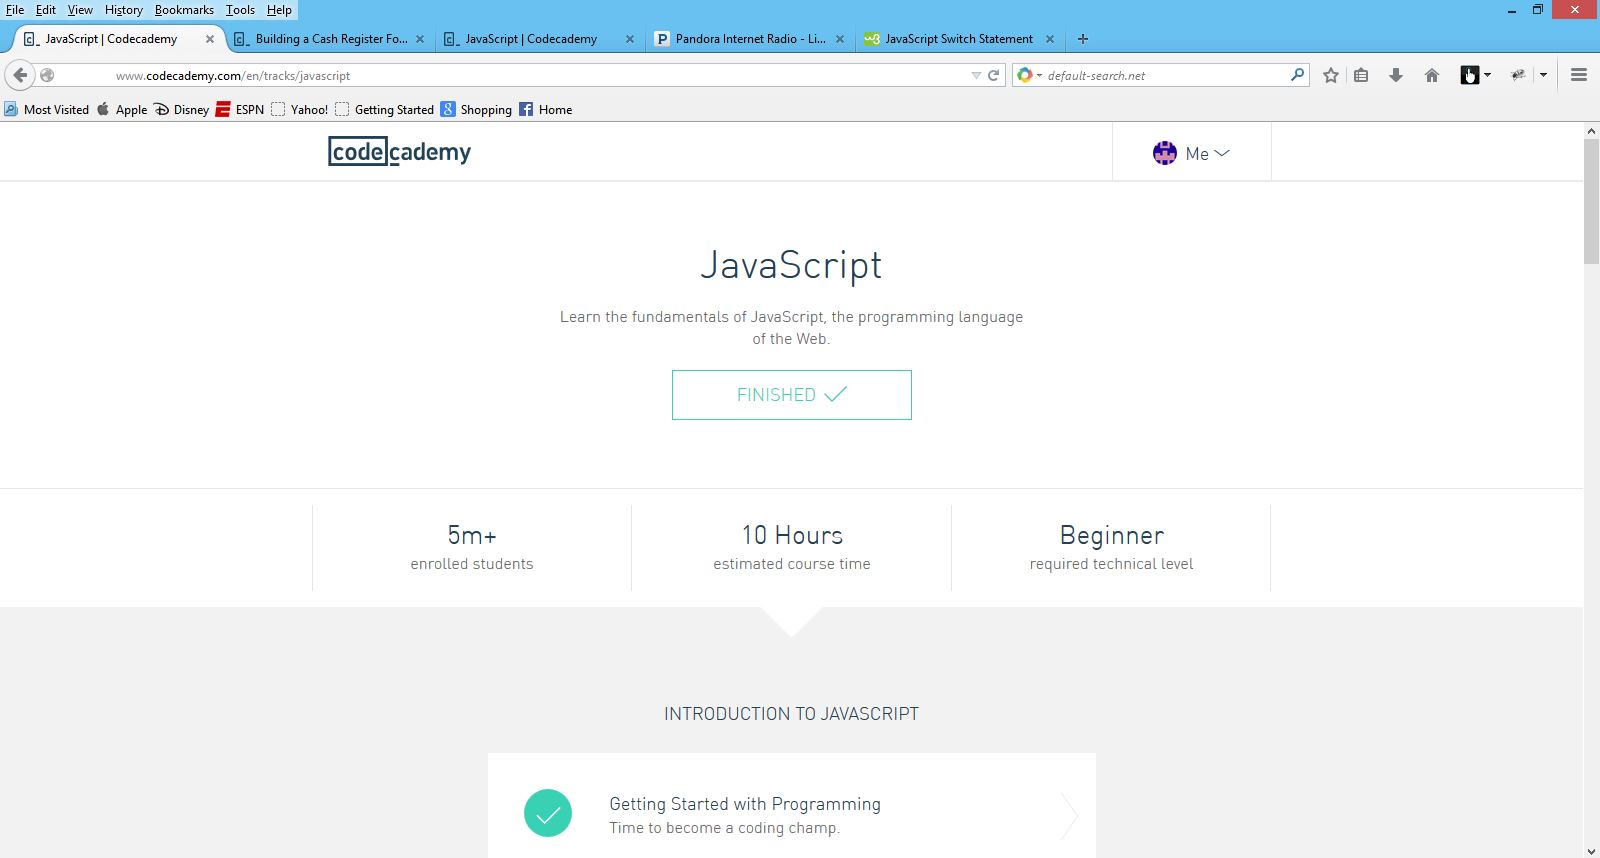 File Edit View History Bookmarks Tools Help
JavaScript | Codecademy Building a Cash Register Fo... JavaScript | Codecademy Pandora Internet Radio - Li... JavaScript Switch Statement
www.codecademy.com/en/tracks/javascript default-search.net
Most Visited Apple Disney ESPN Yahoo! Getting Started Shopping Home
codecademy Me
JavaScript
Learn the fundamentals of JavaScript, the programming language
of the Web.
FINISHED
5m+ 10 Hours Beginner
enrolled students estimated course time required technical level
INTRODUCTION TO JAVASCRIPT
Getting Started with Programming
Time to become a coding champ.